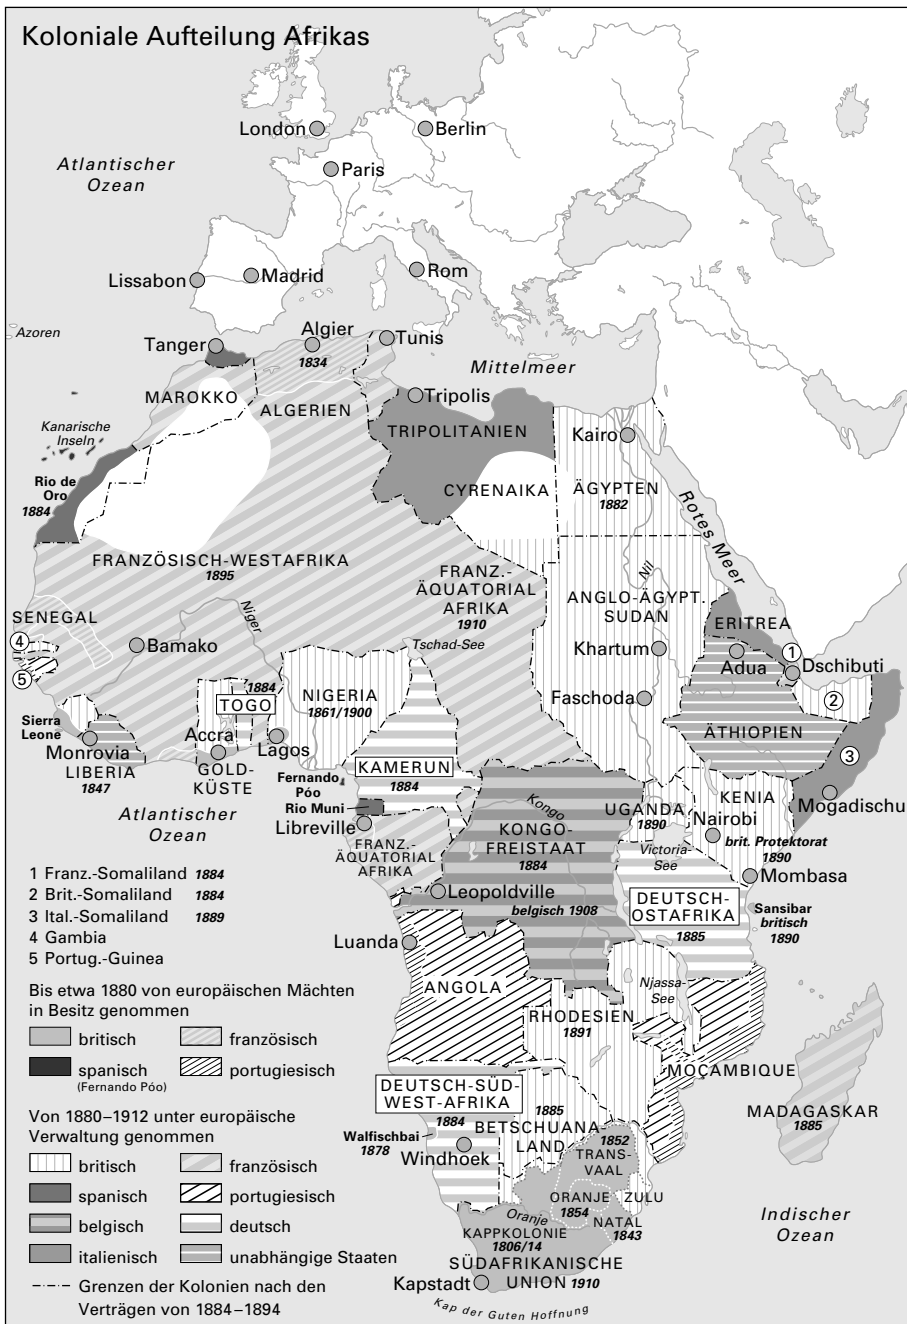 Koloniale Aufteilung Afrikas
London
Berlin
Atlantischer
Ozean
Paris
Lissabon
Madrid
Rom
Azoren
Tanger
Algier
1834
Tunis
Mittelmeer
MAROKKO
ALGERIEN
Tripolis
TRIPOLITANIEN
Kanarische
Inseln
Kairo
Rio de
Oro
1884
CYRENAIKA
ÄGYPTEN
1882
Rotes Meer
FRANZÖSISCH-WESTAFRIKA
1895
FRANZ.-
ÄQUATORIAL
AFRIKA
1910
Nil
ANGLO-ÄGYPT.
SUDAN
SENEGAL
Niger
ERITREA
4
Bamako
Tschad-See
Khartum
Adua
1
Dschibuti
5
1884
TOGO
NIGERIA
1861/1900
Faschoda
2
Sierra
Leone
Monrovia
Accra
Lagos
ÄTHIOPIEN
LIBERIA
1847
GOLD-
KÜSTE
KAMERUN
1884
3
Fernando
Póo
Rio Muni
Atlantischer
Ozean
Libreville
Kongo
KONGO-
FREISTAAT
1884
UGANDA
1890
KENIA
Nairobi
Mogadischu
brit. Protektorat
1890
FRANZ.-
ÄQUATORIAL
AFRIKA
Victoria-
See
Mombasa
Leopoldville
belgisch 1908
DEUTSCH-
OSTAFRIKA
1885
Sansibar
britisch
1890
Luanda
ANGOLA
Njassa-
See
RHODESIEN
1891
MOÇAMBIQUE
DEUTSCH-SÜD-
WEST-AFRIKA
1884
MADAGASKAR
1885
Walfischbai
1878
Windhoek
1885
BETSCHUANA-
LAND
1852
TRANS-
VAAL
ORANJE
1854
ZULU
NATAL
1843
Oranje
KAPPKOLONIE
1806/14
SÜDAFRIKANISCHE
UNION 1910
Kapstadt
Kap der Guten Hoffnung
Indischer
Ozean
1 Franz.-Somaliland 1884
2 Brit.-Somaliland 1884
3 Ital.-Somaliland 1889
4 Gambia
5 Portug.-Guinea
Bis etwa 1880 von europäischen Mächten
in Besitz genommen
britisch
französisch
spanisch
(Fernando Póo)
portugiesisch
Von 1880–1912 unter europäische
Verwaltung genommen
britisch
französisch
spanisch
portugiesisch
belgisch
deutsch
italienisch
unabhängige Staaten
Grenzen der Kolonien nach den
Verträgen von 1884–1894